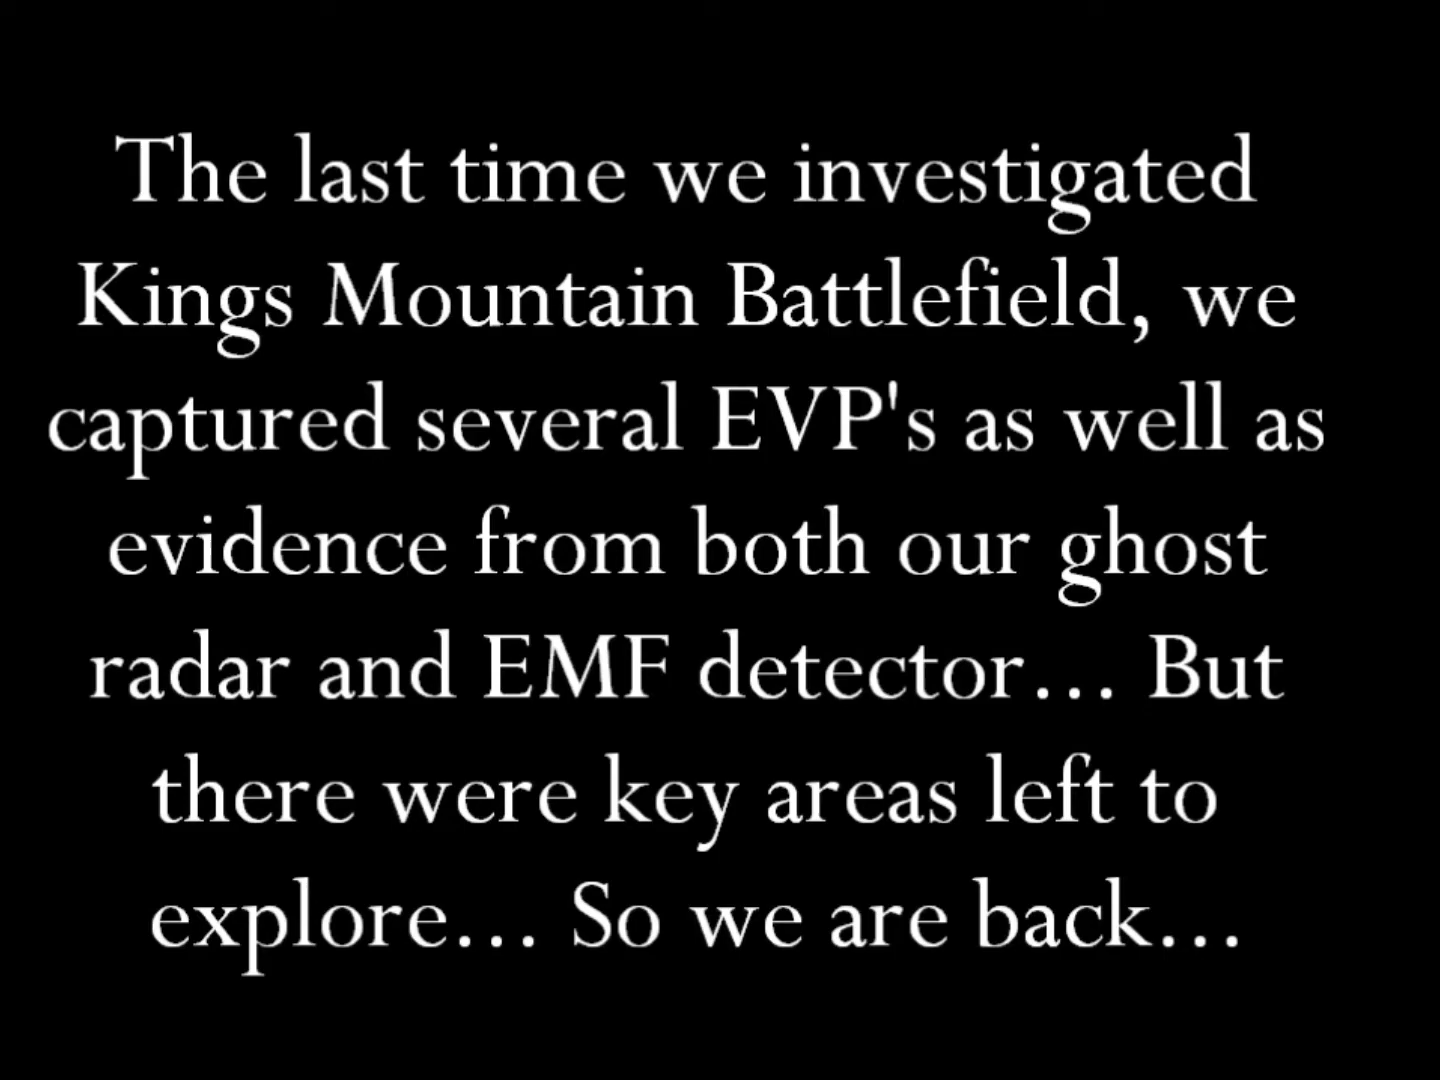 The last time we investigated
Kings Mountain Battlefield, we
captured several EVP's as well as
evidence from both our ghost
radar and EMF detector... But
there were key areas left to
explore... So we are back...